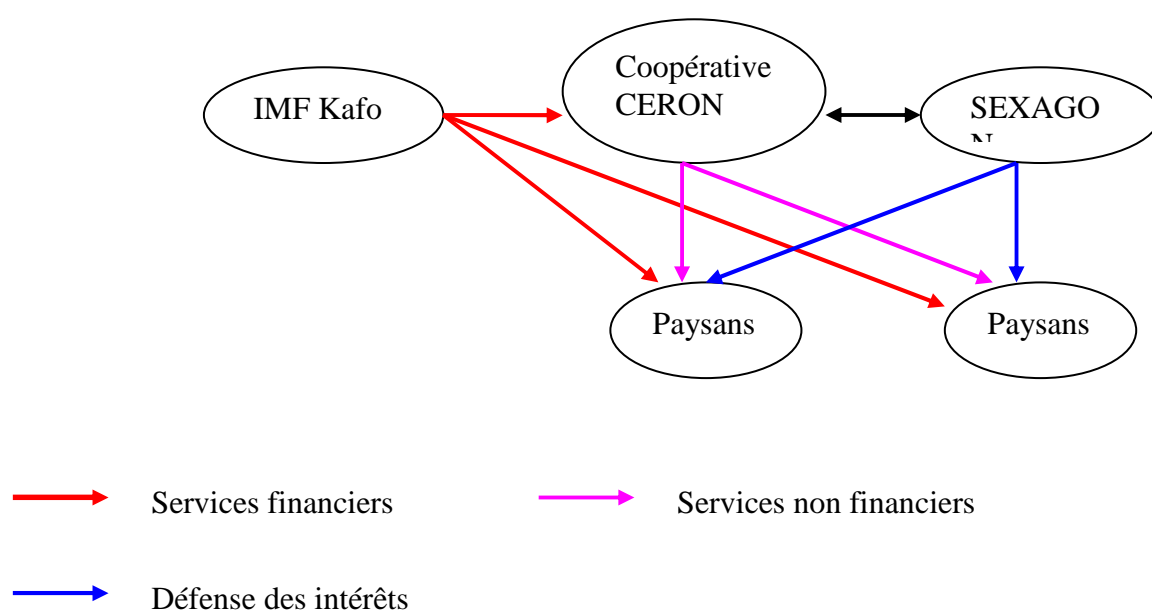 IMF Kafo
Coopérative
CERON
SEXAGO
N
Paysans
Paysans
Services financiers
Services non financiers
Défense des intérêts